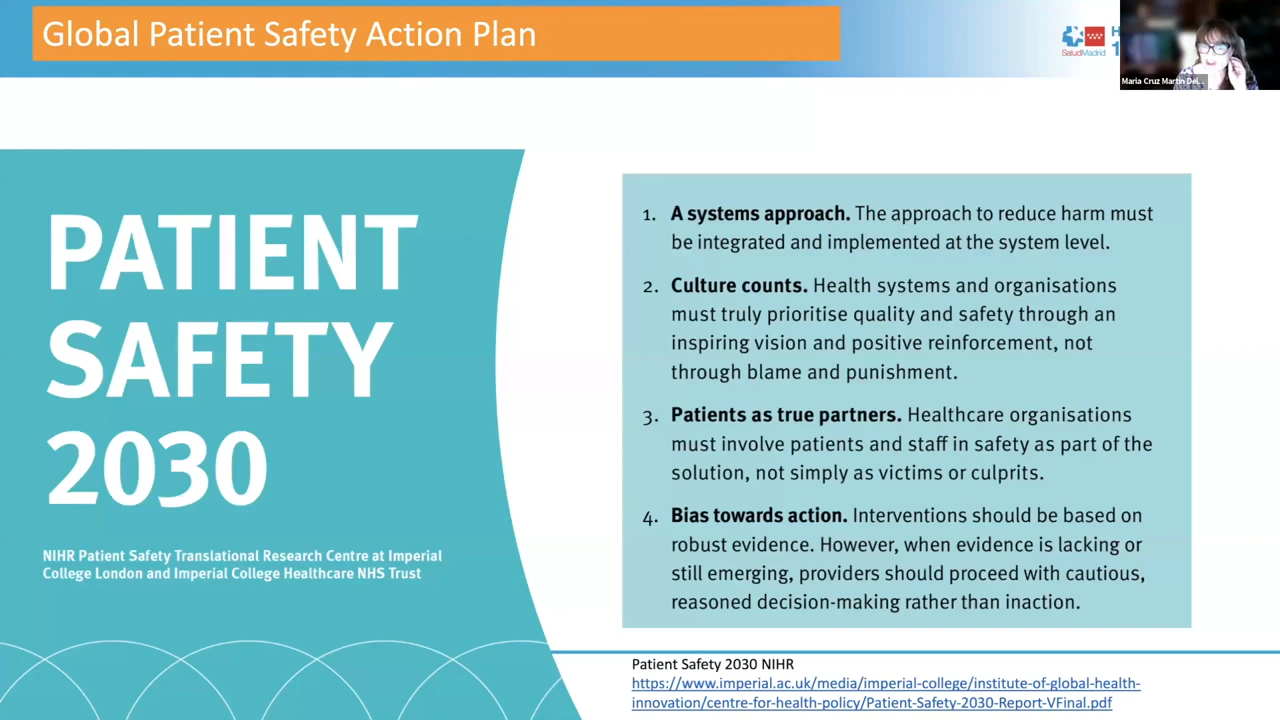 Global Patient Safety Action Plan
SaludMadrid
H
1
Maria Cruz Martin Del...
PATIENT
SAFETY
2030
NIHR Patient Safety Translational Research Centre at Imperial
College London and Imperial College Healthcare NHS Trust
1. A systems approach. The approach to reduce harm must
be integrated and implemented at the system level.
2. Culture counts. Health systems and organisations
must truly prioritise quality and safety through an
inspiring vision and positive reinforcement, not
through blame and punishment.
3. Patients as true partners. Healthcare organisations
must involve patients and staff in safety as part of the
solution, not simply as victims or culprits.
4. Bias towards action. Interventions should be based on
robust evidence. However, when evidence is lacking or
still emerging, providers should proceed with cautious,
reasoned decision-making rather than inaction.
Patient Safety 2030 NIHR
https://www.imperial.ac.uk/media/imperial-college/institute-of-global-health-
innovation/centre-for-health-policy/Patient-Safety-2030-Report-VFinal.pdf